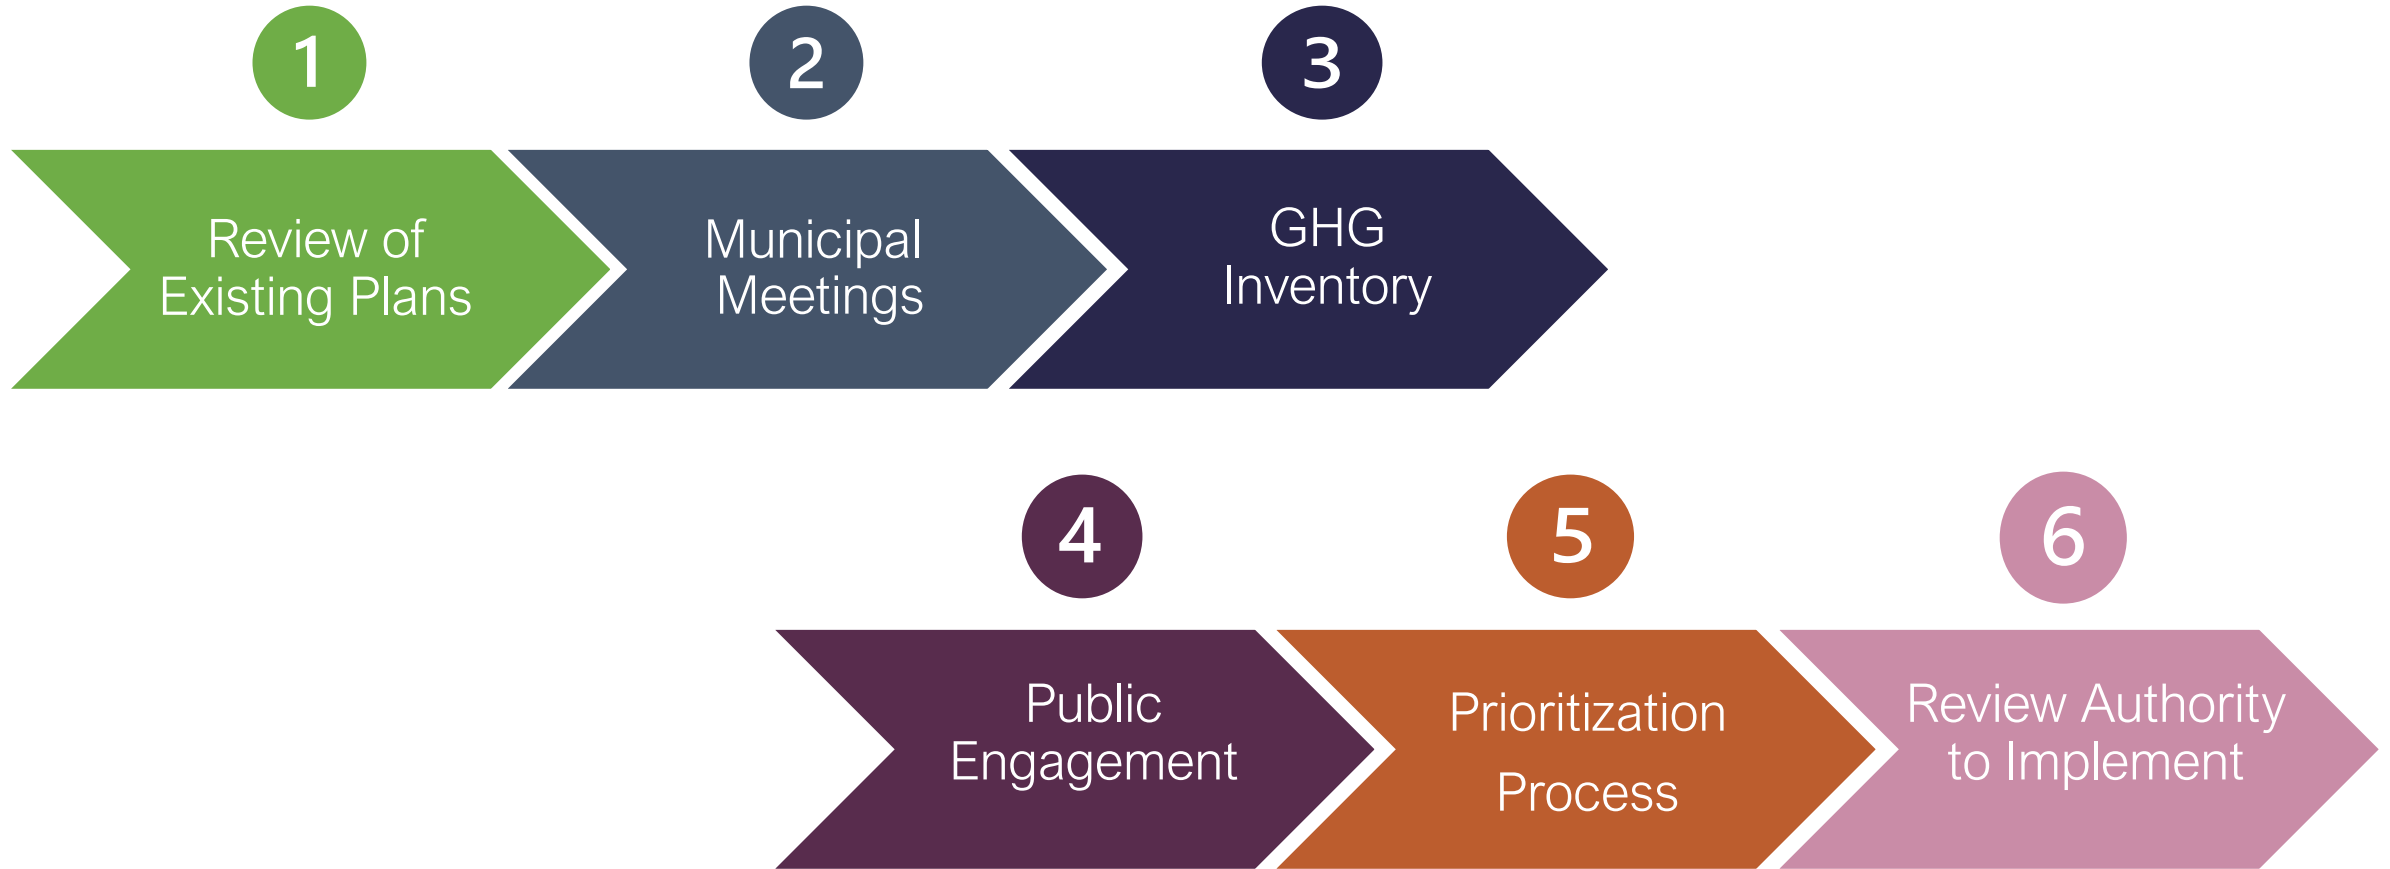 1
2
3
Review of
Existing Plans
Municipal
Meetings
GHG
Inventory
4
5
6
Public
Engagement
Prioritization
Process
Review Authority
to Implement